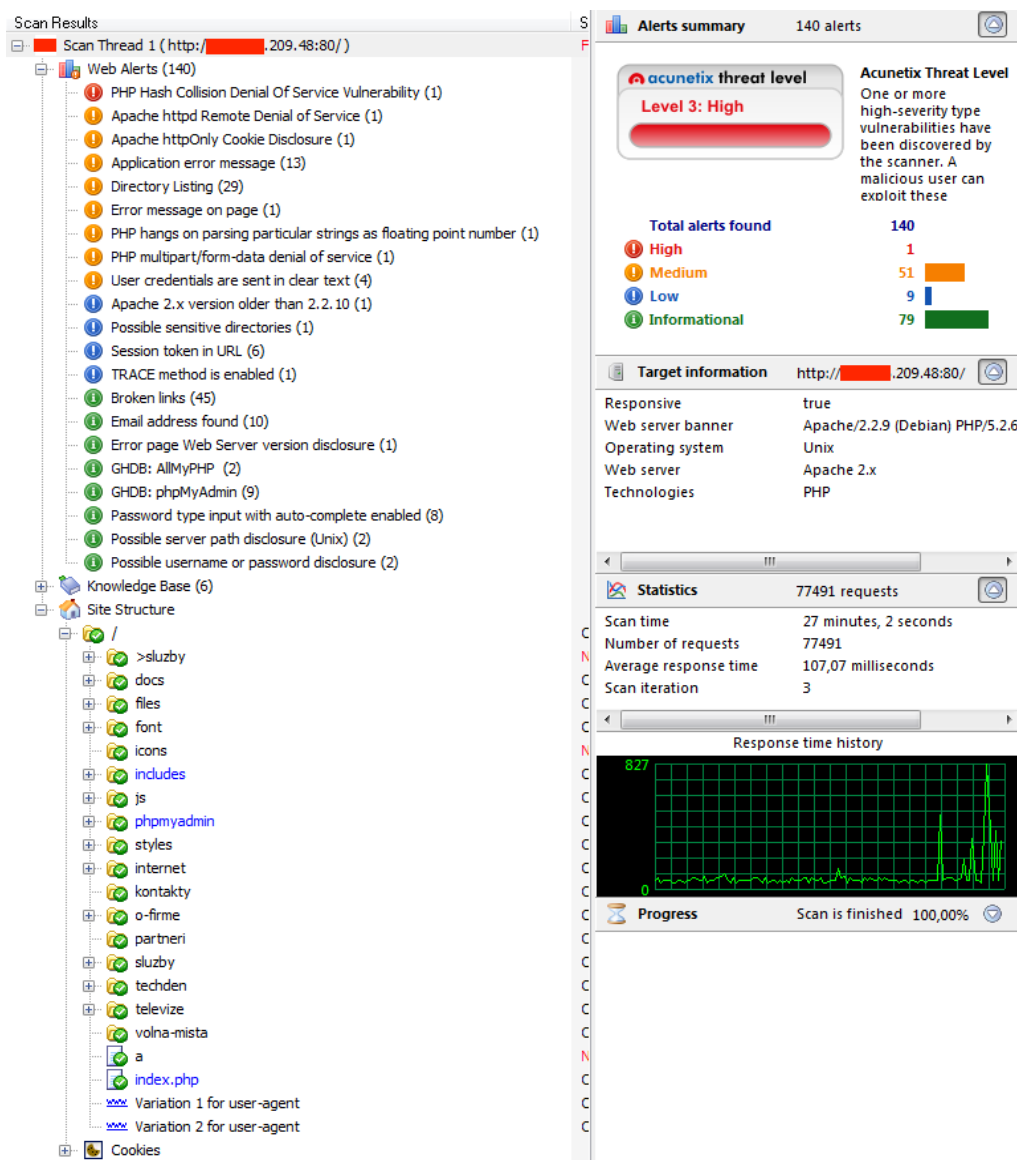 Scan Results
S
Scan Thread 1 ( http:/ .209.48:80/ )
F
Web Alerts (140)
PHP Hash Collision Denial Of Service Vulnerability (1)
Apache httpd Remote Denial of Service (1)
Apache httpOnly Cookie Disclosure (1)
Application error message (13)
Directory Listing (29)
Error message on page (1)
PHP hangs on parsing particular strings as floating point number (1)
PHP multipart/form-data denial of service (1)
User credentials are sent in clear text (4)
Apache 2.x version older than 2.2.10 (1)
Possible sensitive directories (1)
Session token in URL (6)
TRACE method is enabled (1)
Broken links (45)
Email address found (10)
Error page Web Server version disclosure (1)
GHDB: AllMyPHP (2)
GHDB: phpMyAdmin (9)
Password type input with auto-complete enabled (8)
Possible server path disclosure (Unix) (2)
Possible username or password disclosure (2)
Knowledge Base (6)
Site Structure
/
>sluzby
docs
files
font
icons
includes
js
phpmyadmin
styles
internet
kontakty
o-firme
partneri
sluzby
techden
televize
volna-mista
a
index.php
Variation 1 for user-agent
Variation 2 for user-agent
Cookies
Alerts summary 140 alerts
acunetix threat level
Level 3: High
Acunetix Threat Level
One or more
high-severity type
vulnerabilities have
been discovered by
the scanner. A
malicious user can
exploit these
Total alerts found 140
High 1
Medium 51
Low 9
Informational 79
Target information http:// .209.48:80/
Responsive true
Web server banner Apache/2.2.9 (Debian) PHP/5.2.6
Operating system Unix
Web server Apache 2.x
Technologies PHP
Statistics 77491 requests
Scan time 27 minutes, 2 seconds
Number of requests 77491
Average response time 107,07 milliseconds
Scan iteration 3
Response time history
827
0
Progress Scan is finished 100,00%